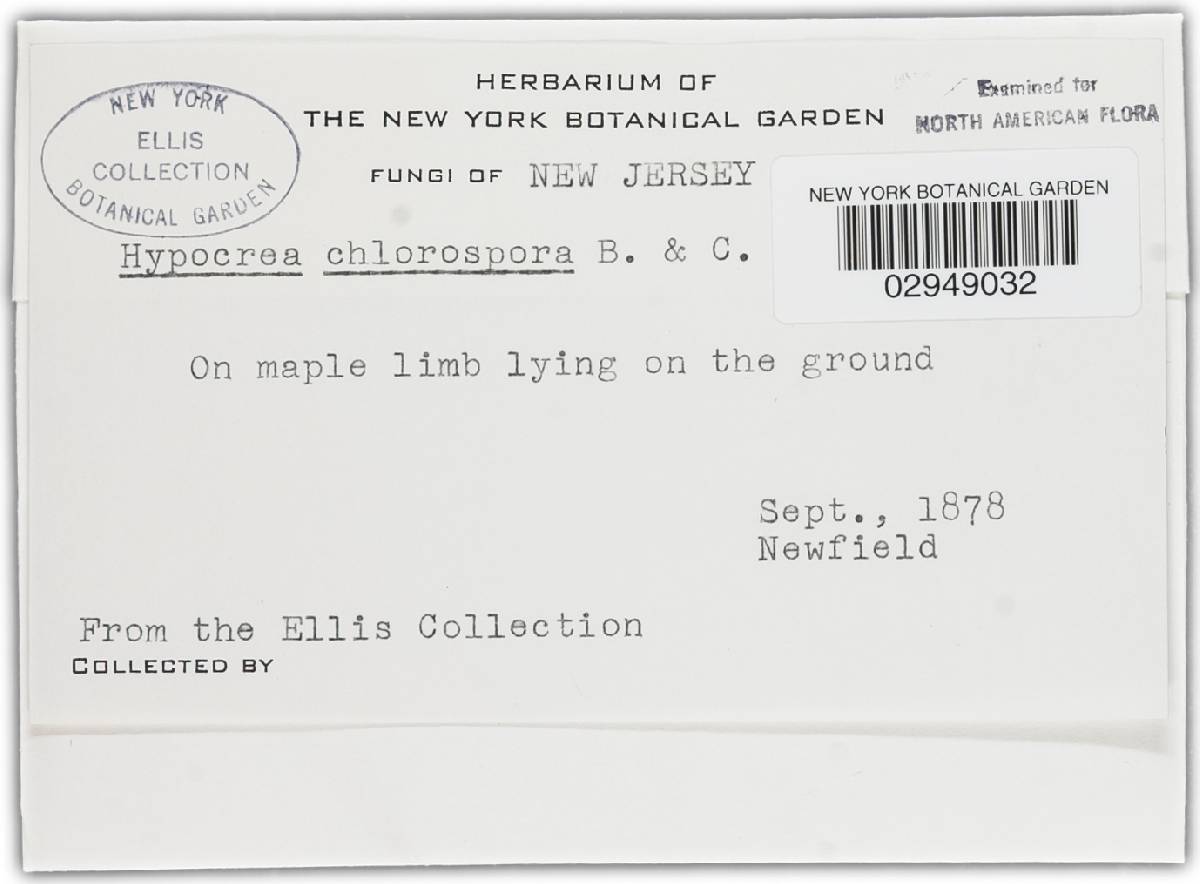 HERBARIUM OF
THE NEW YORK BOTANICAL GARDEN
NEW YORK
ELLIS
COLLECTION
BOTANICAL GARDEN
Examined for
NORTH AMERICAN FLORA
FUNGI OF NEW JERSEY
NEW YORK BOTANICAL GARDEN
02949032
Hypocrea chlorospora B. & C.
On maple limb lying on the ground
Sept., 1878
Newfield
From the Ellis Collection
COLLECTED BY